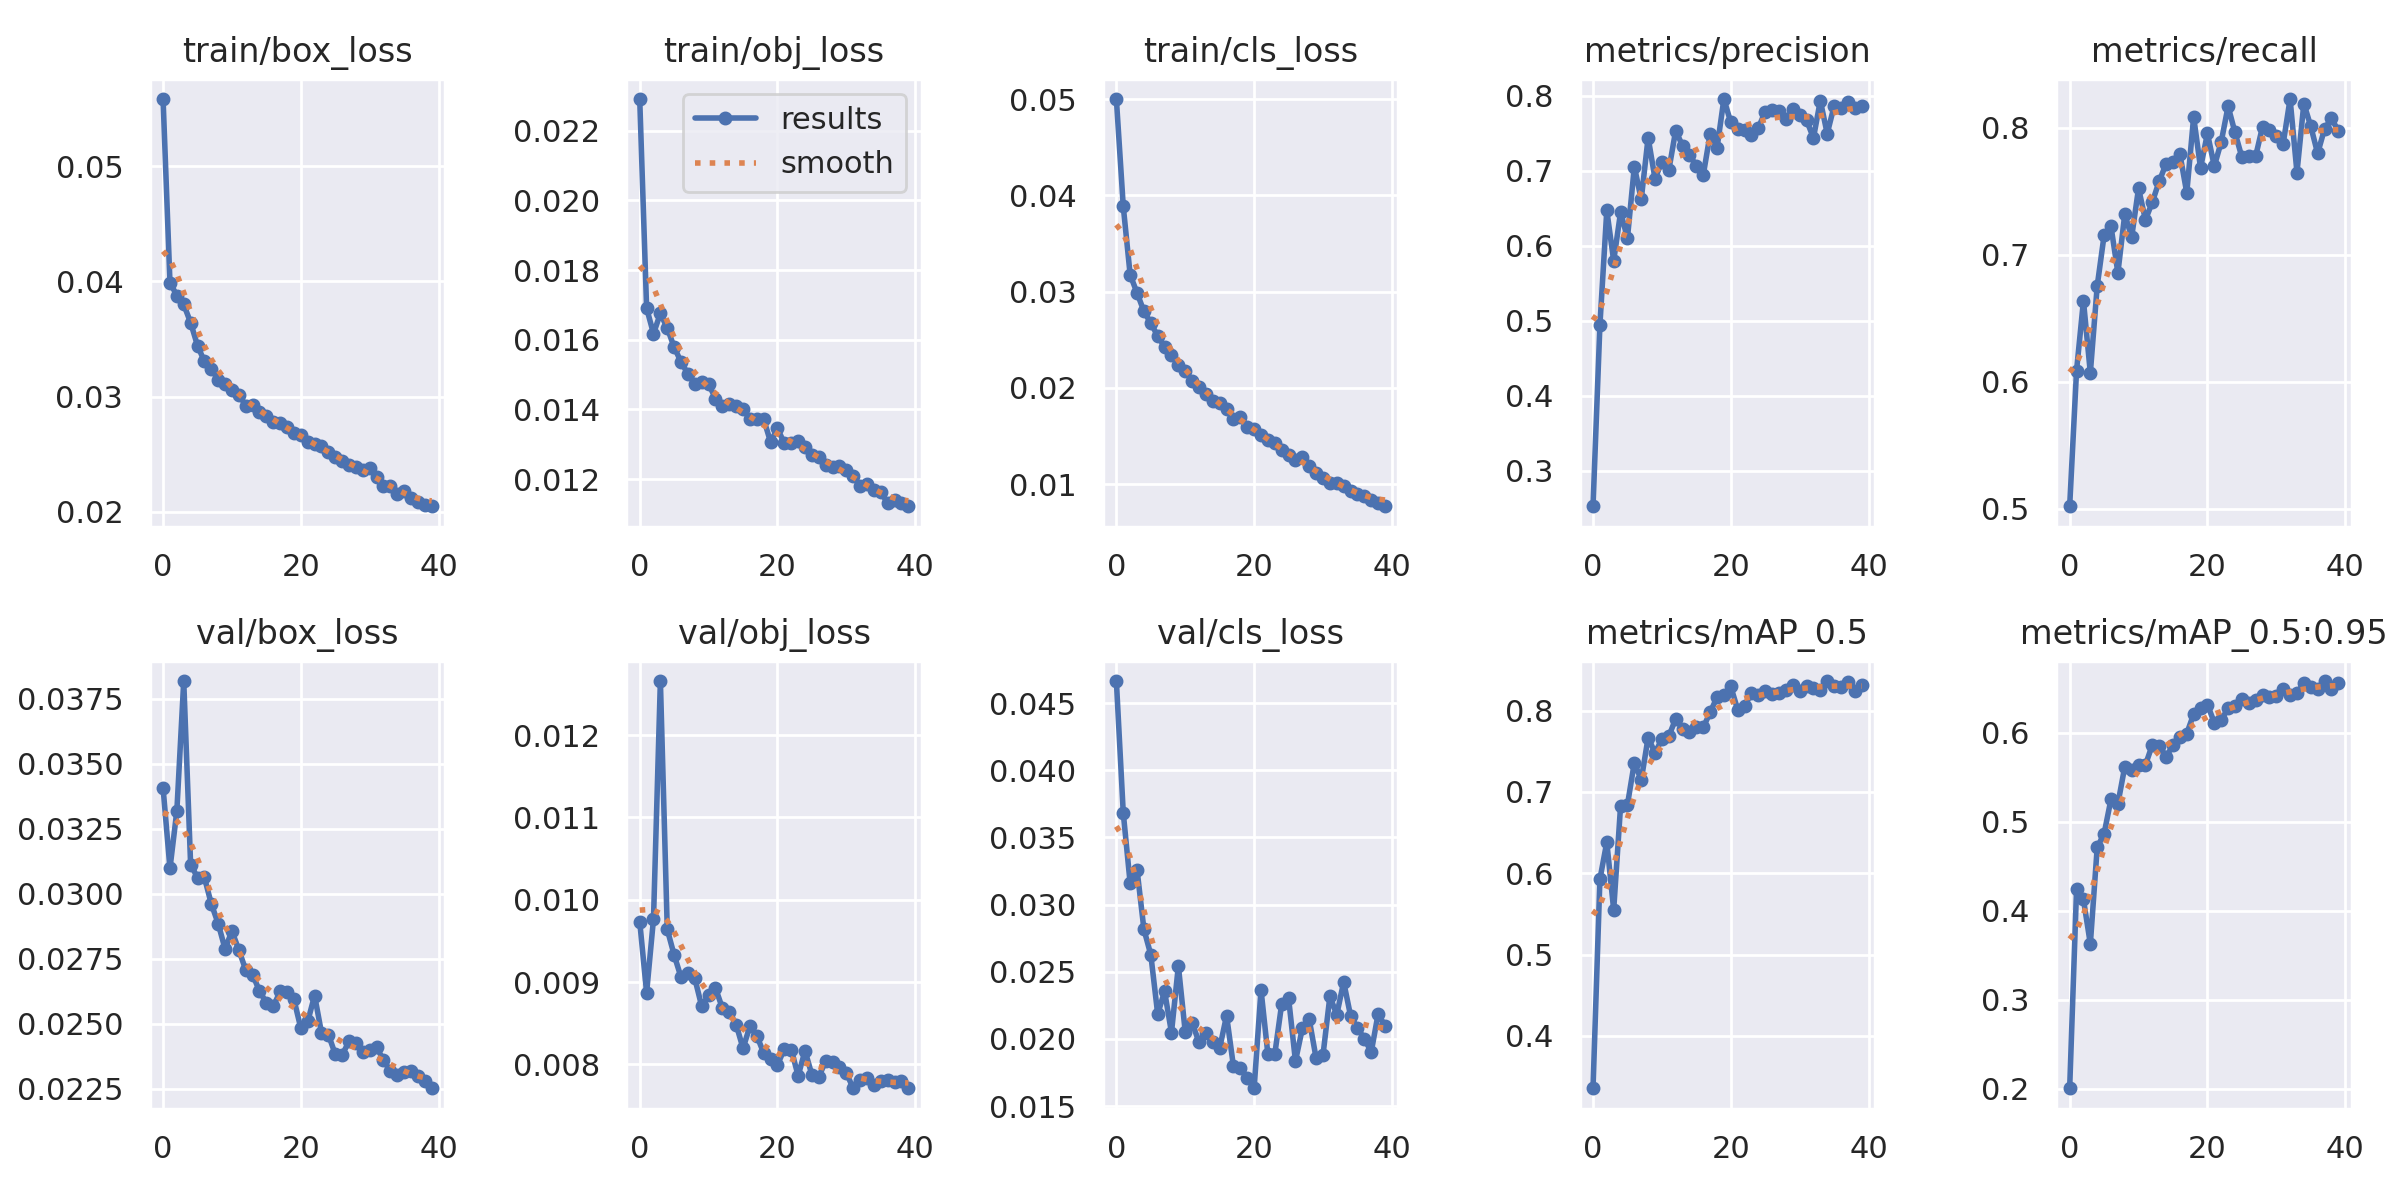 train/box_loss
0.05
0.04
0.03
0.02
0 20 40
train/obj_loss
results
smooth
0.022
0.020
0.018
0.016
0.014
0.012
0 20 40
train/cls_loss
0.05
0.04
0.03
0.02
0.01
0 20 40
metrics/precision
0.8
0.7
0.6
0.5
0.4
0.3
0 20 40
metrics/recall
0.8
0.7
0.6
0.5
0 20 40
val/box_loss
0.0375
0.0350
0.0325
0.0300
0.0275
0.0250
0.0225
0 20 40
val/obj_loss
0.012
0.011
0.010
0.009
0.008
0 20 40
val/cls_loss
0.045
0.040
0.035
0.030
0.025
0.020
0.015
0 20 40
metrics/mAP_0.5
0.8
0.7
0.6
0.5
0.4
0 20 40
metrics/mAP_0.5:0.95
0.6
0.5
0.4
0.3
0.2
0 20 40